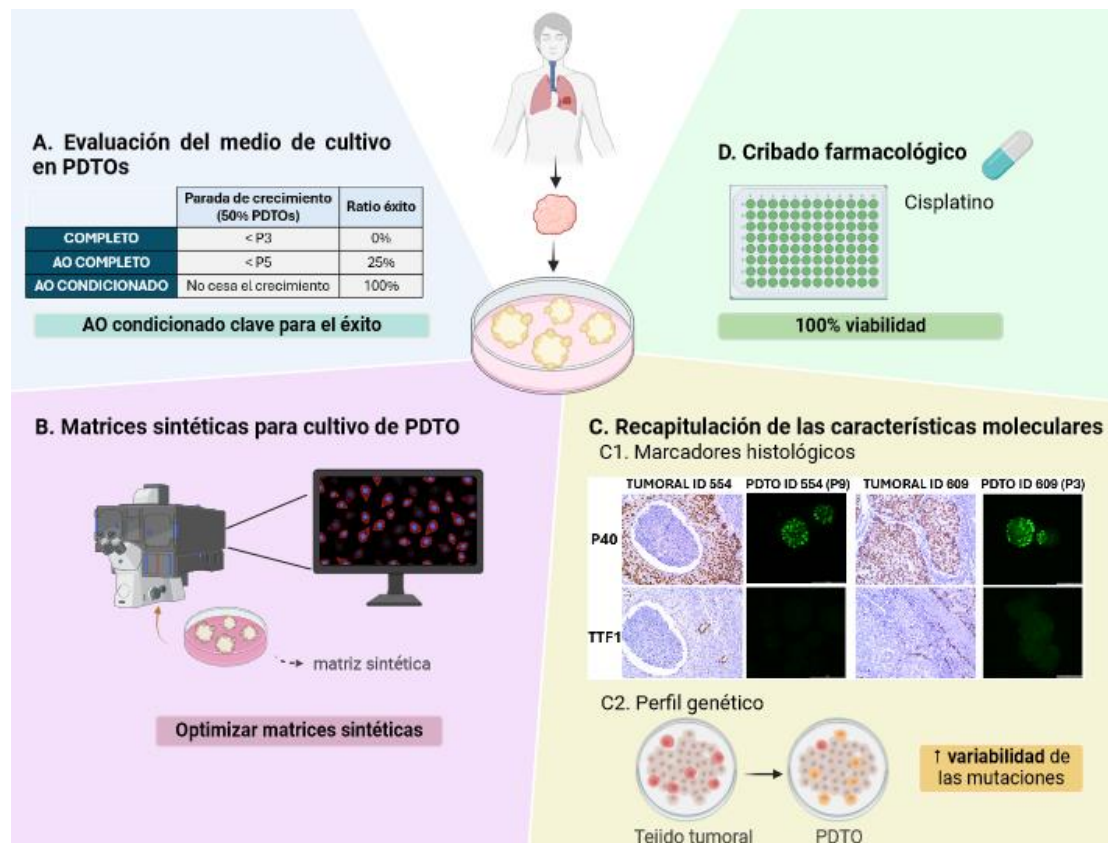 A. Evaluación del medio de cultivo
en PDTOs
Parada de crecimiento
(50% PDTOs)
Ratio éxito
COMPLETO
< P3
0%
AO COMPLETO
< P5
25%
AO CONDICIONADO
No cesa el crecimiento
100%
AO condicionado clave para el éxito
D. Cribado farmacológico
Cisplatino
100% viabilidad
B. Matrices sintéticas para cultivo de PDTO
matriz sintética
Optimizar matrices sintéticas
C. Recapitulación de las características moleculares
C1. Marcadores histológicos
TUMORAL ID 554
PDTO ID 554 (P9)
TUMORAL ID 609
PDTO ID 609 (P3)
P40
TTF1
C2. Perfil genético
↑ variabilidad de
las mutaciones
Tejido tumoral
PDTO